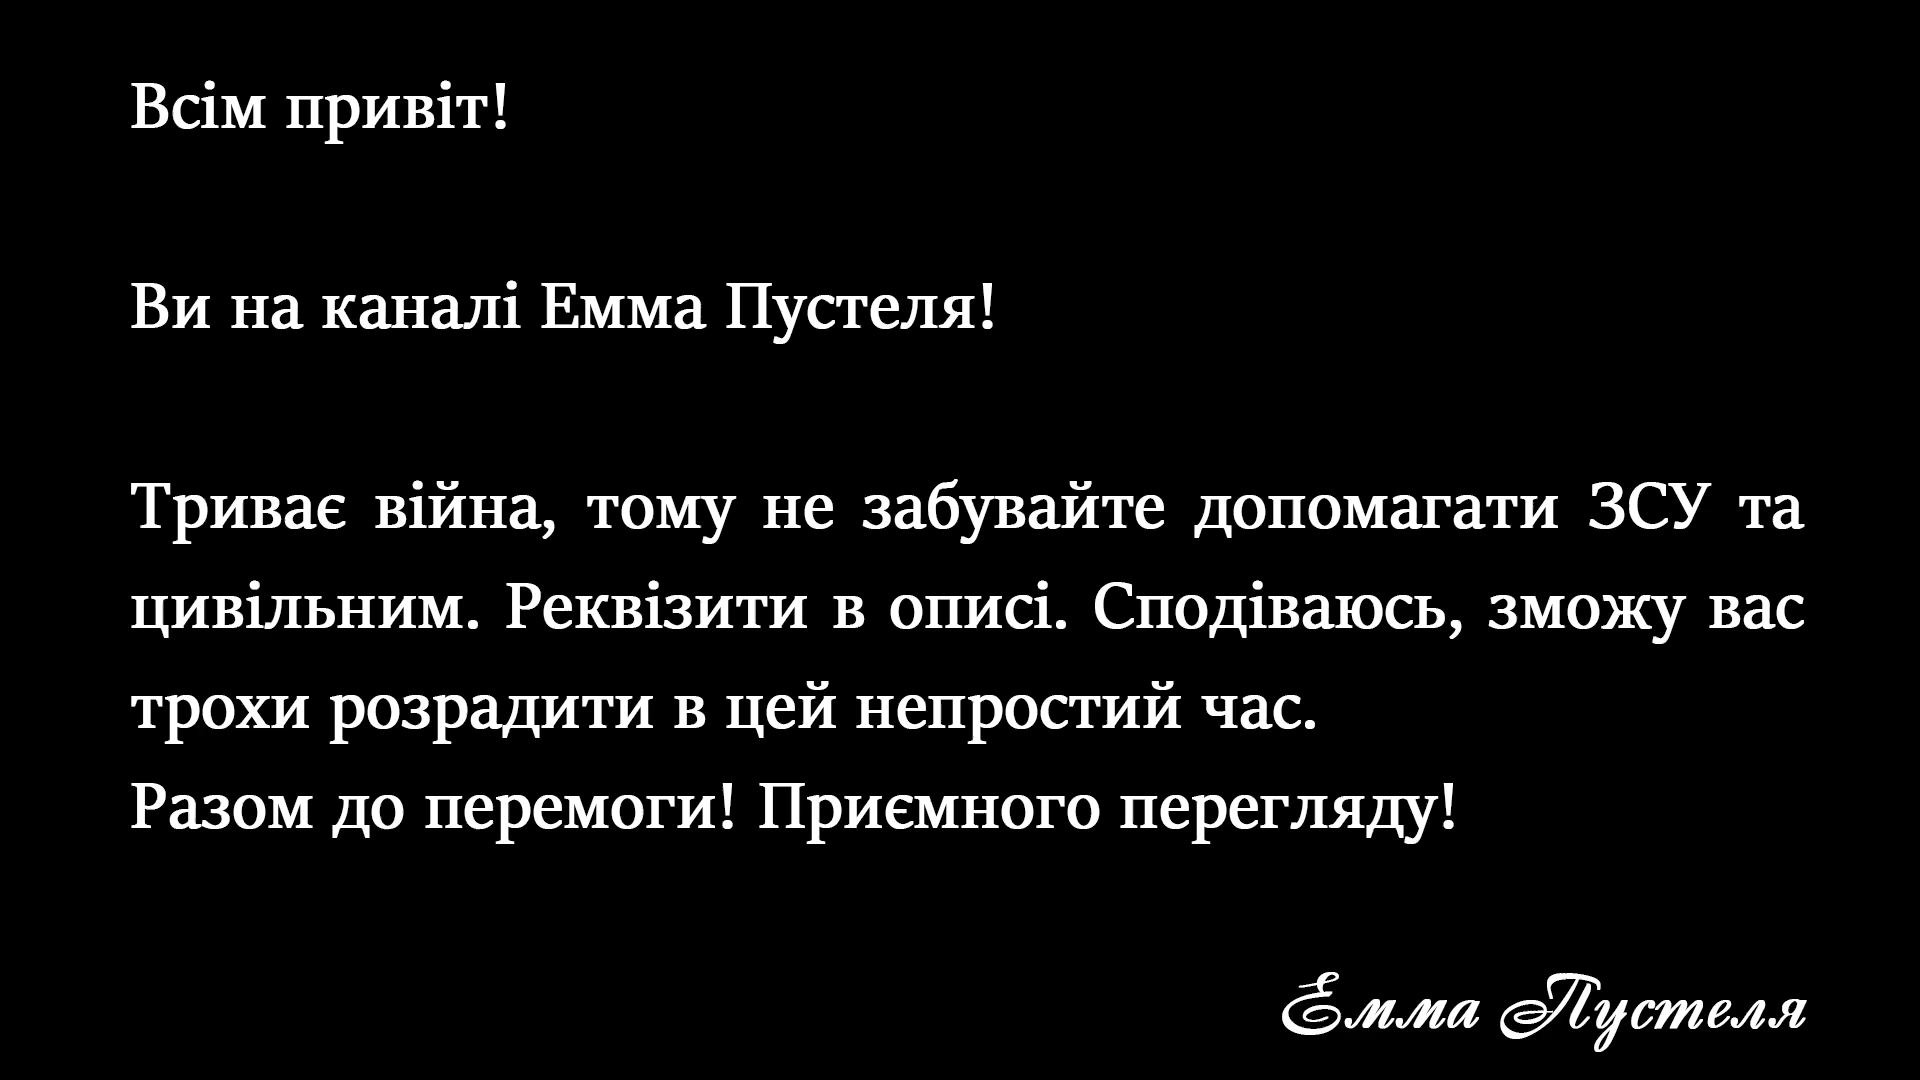 Всім привіт!
Ви на каналі Емма Пустеля!
Триває війна, тому не забувайте допомагати ЗСУ та
цивільним. Реквізити в описі. Сподіваюсь, зможу вас
трохи розрадити в цей непростий час.
Разом до перемоги! Приємного перегляду!
Емма Пустеля